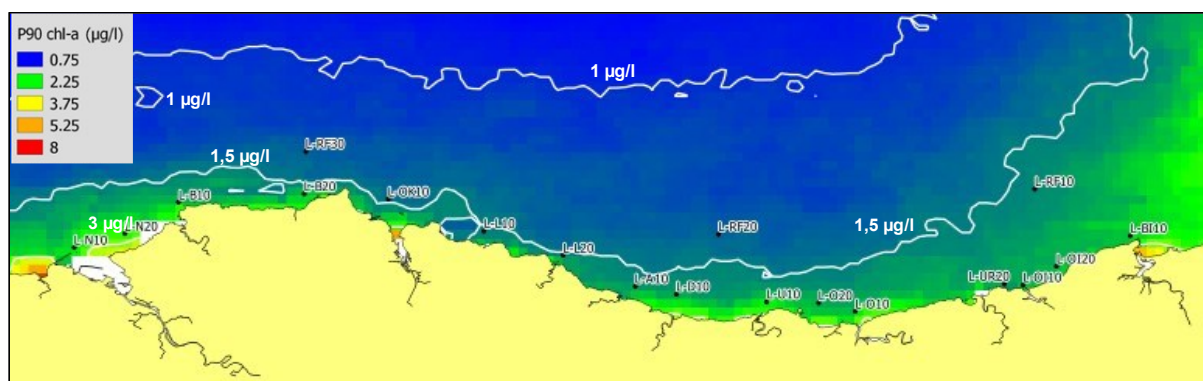 P90 chl-a (µg/l)
0.75
2.25
3.75
5.25
8
1 µg/l
1 µg/l
L-RF30
1,5 µg/l
L-B20
L-B10
L-OK10
L-RF10
3 µg/l
L-N20
L-N10
L-L10
L-RF20
1,5 µg/l
L-BI10
L-L20
L-OI20
L-A10
L-D10
L-UR20
L-OI10
L-U10
L-O20
L-O10